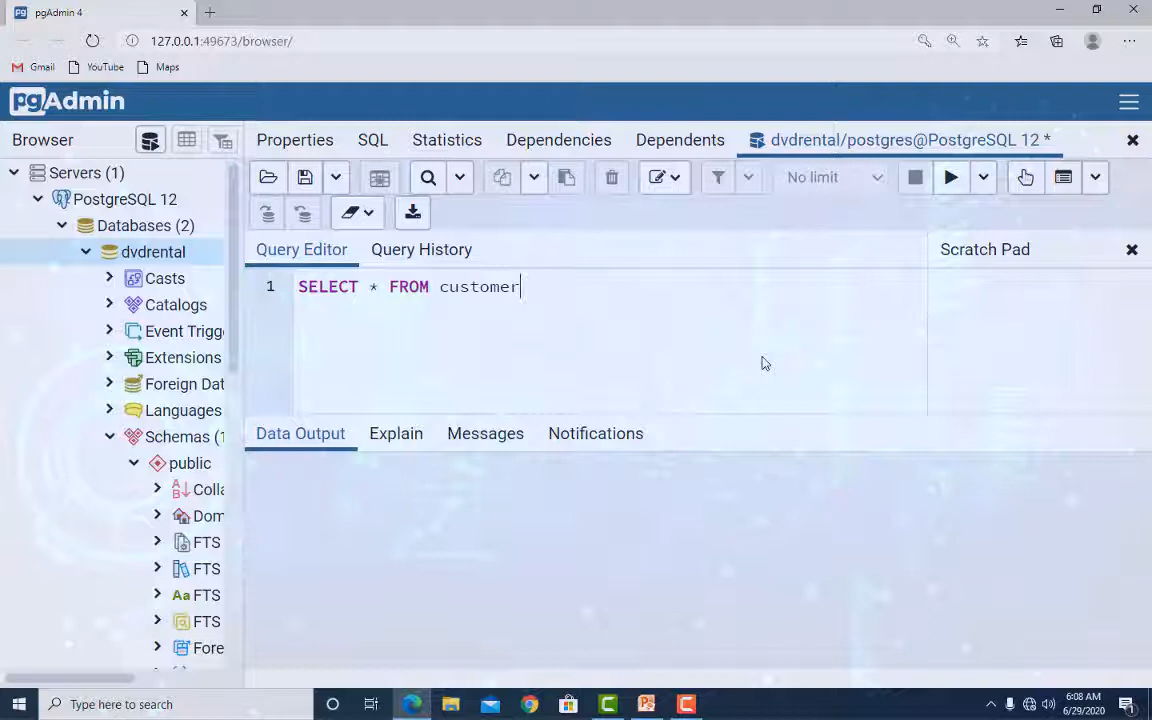 pgAdmin 4
127.0.0.1:49673/browser/
Gmail YouTube Maps
pgAdmin
Browser
Properties SQL Statistics Dependencies Dependents dvdrental/postgres@PostgreSQL 12 *
Servers (1)
PostgreSQL 12
Databases (2)
dvdrental
Casts
Catalogs
Event Trigg
Extensions
Foreign Dat
Languages
Schemas (1
public
Colla
Dom
FTS
FTS
Aa FTS
FTS
Fore
No limit
Query Editor Query History
Scratch Pad
1 SELECT * FROM customer
Data Output Explain Messages Notifications
Type here to search
6:08 AM
6/29/2020